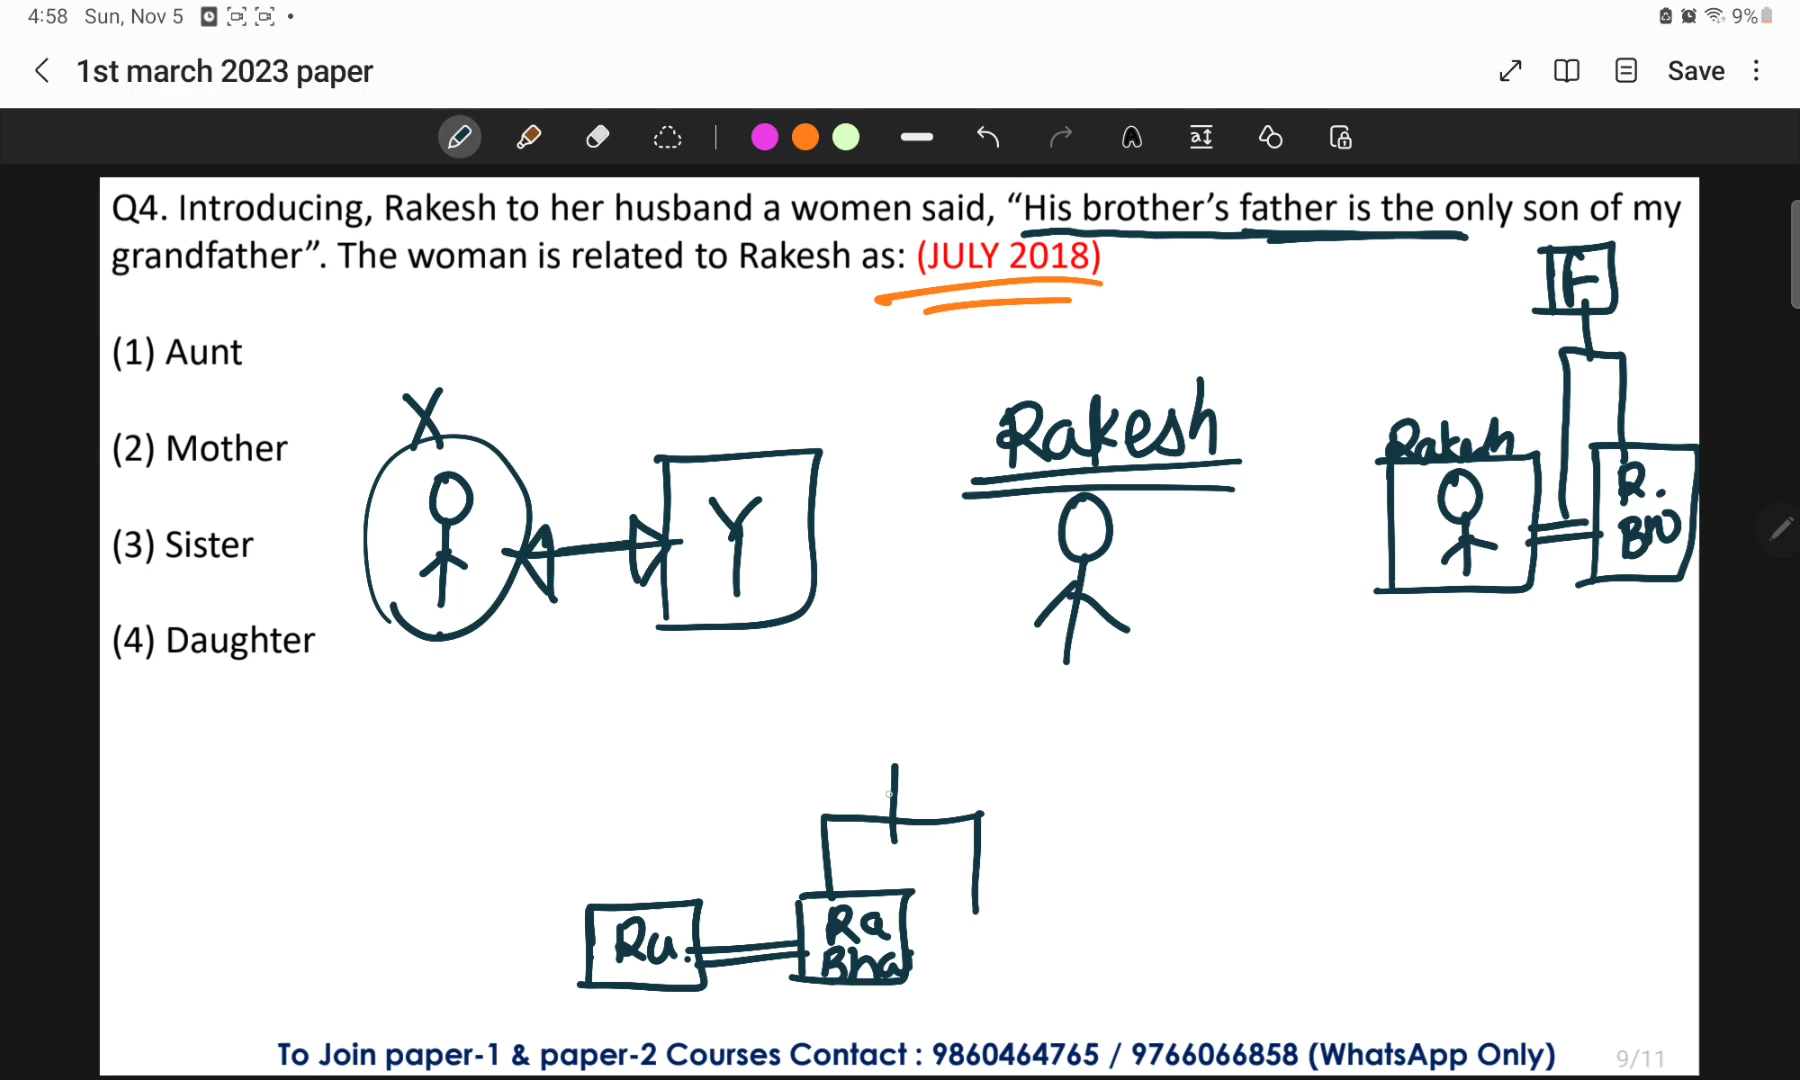 4:58 Sun, Nov 5
9%
1st march 2023 paper
Save
Q4. Introducing, Rakesh to her husband a women said, “His brother’s father is the only son of my
grandfather”. The woman is related to Rakesh as: (JULY 2018)
F
(1) Aunt
X
Rakesh
Rakesh
(2) Mother
Y
R.
Bro
(3) Sister
(4) Daughter
Ra
Bha
Ra.
To Join paper-1 & paper-2 Courses Contact : 9860464765 / 9766066858 (WhatsApp Only)
9/11